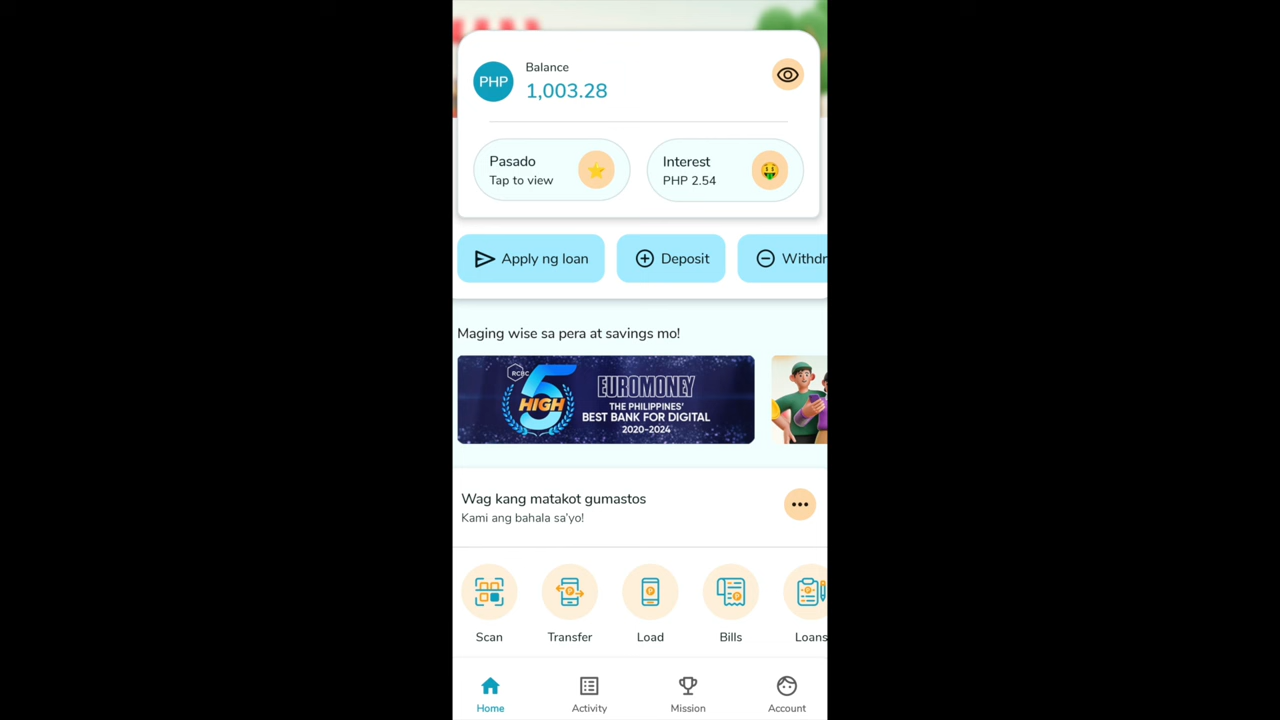 PHP
Balance
1,003.28
Pasado
Tap to view
Interest
PHP 2.54
Apply ng loan
Deposit
Withdr
Maging wise sa pera at savings mo!
RCBC
5
HIGH
EUROMONEY
THE PHILIPPINES'
BEST BANK FOR DIGITAL
2020-2024
Wag kang matakot gumastos
Kami ang bahala sa'yo!
Scan
Transfer
Load
Bills
Loans
Home
Activity
Mission
Account